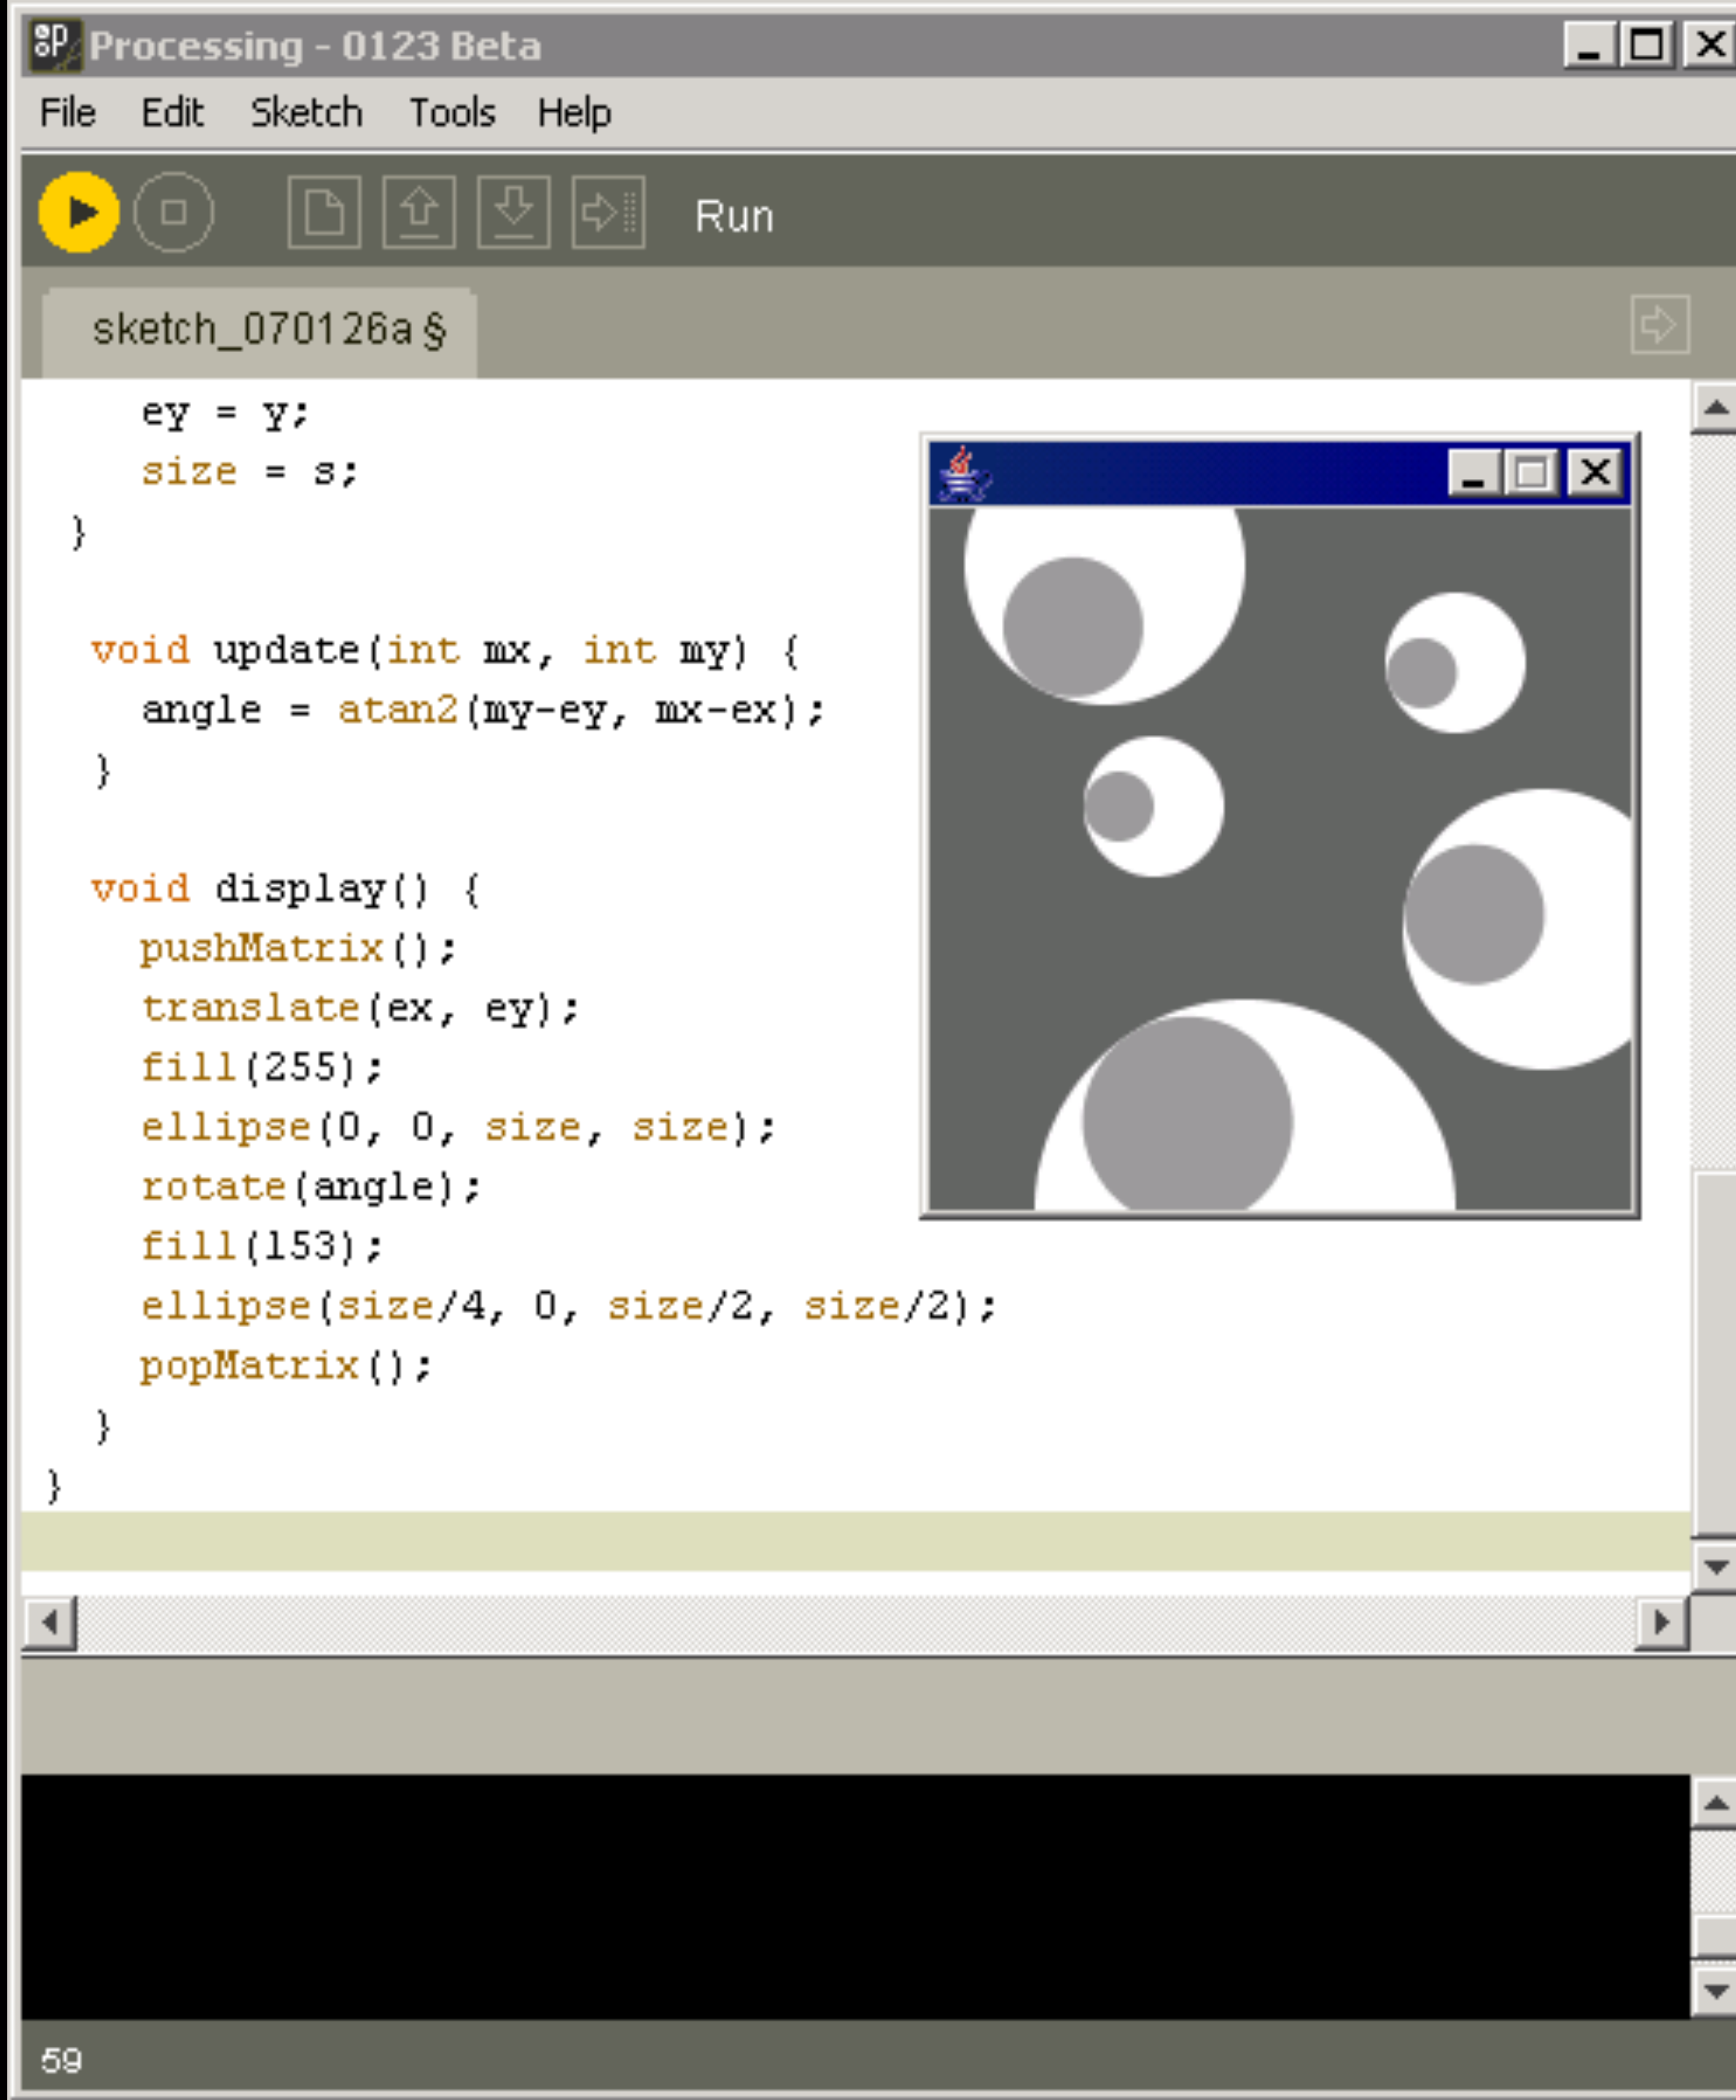 Processing - 0123 Beta
File Edit Sketch Tools Help
Run
sketch_070126a §
ey = y;
size = s;
}
void update(int mx, int my) {
angle = atan2(my-ey, mx-ex);
}
void display() {
pushMatrix();
translate(ex, ey);
fill(255);
ellipse(0, 0, size, size);
rotate(angle);
fill(153);
ellipse(size/4, 0, size/2, size/2);
popMatrix();
}
}
59